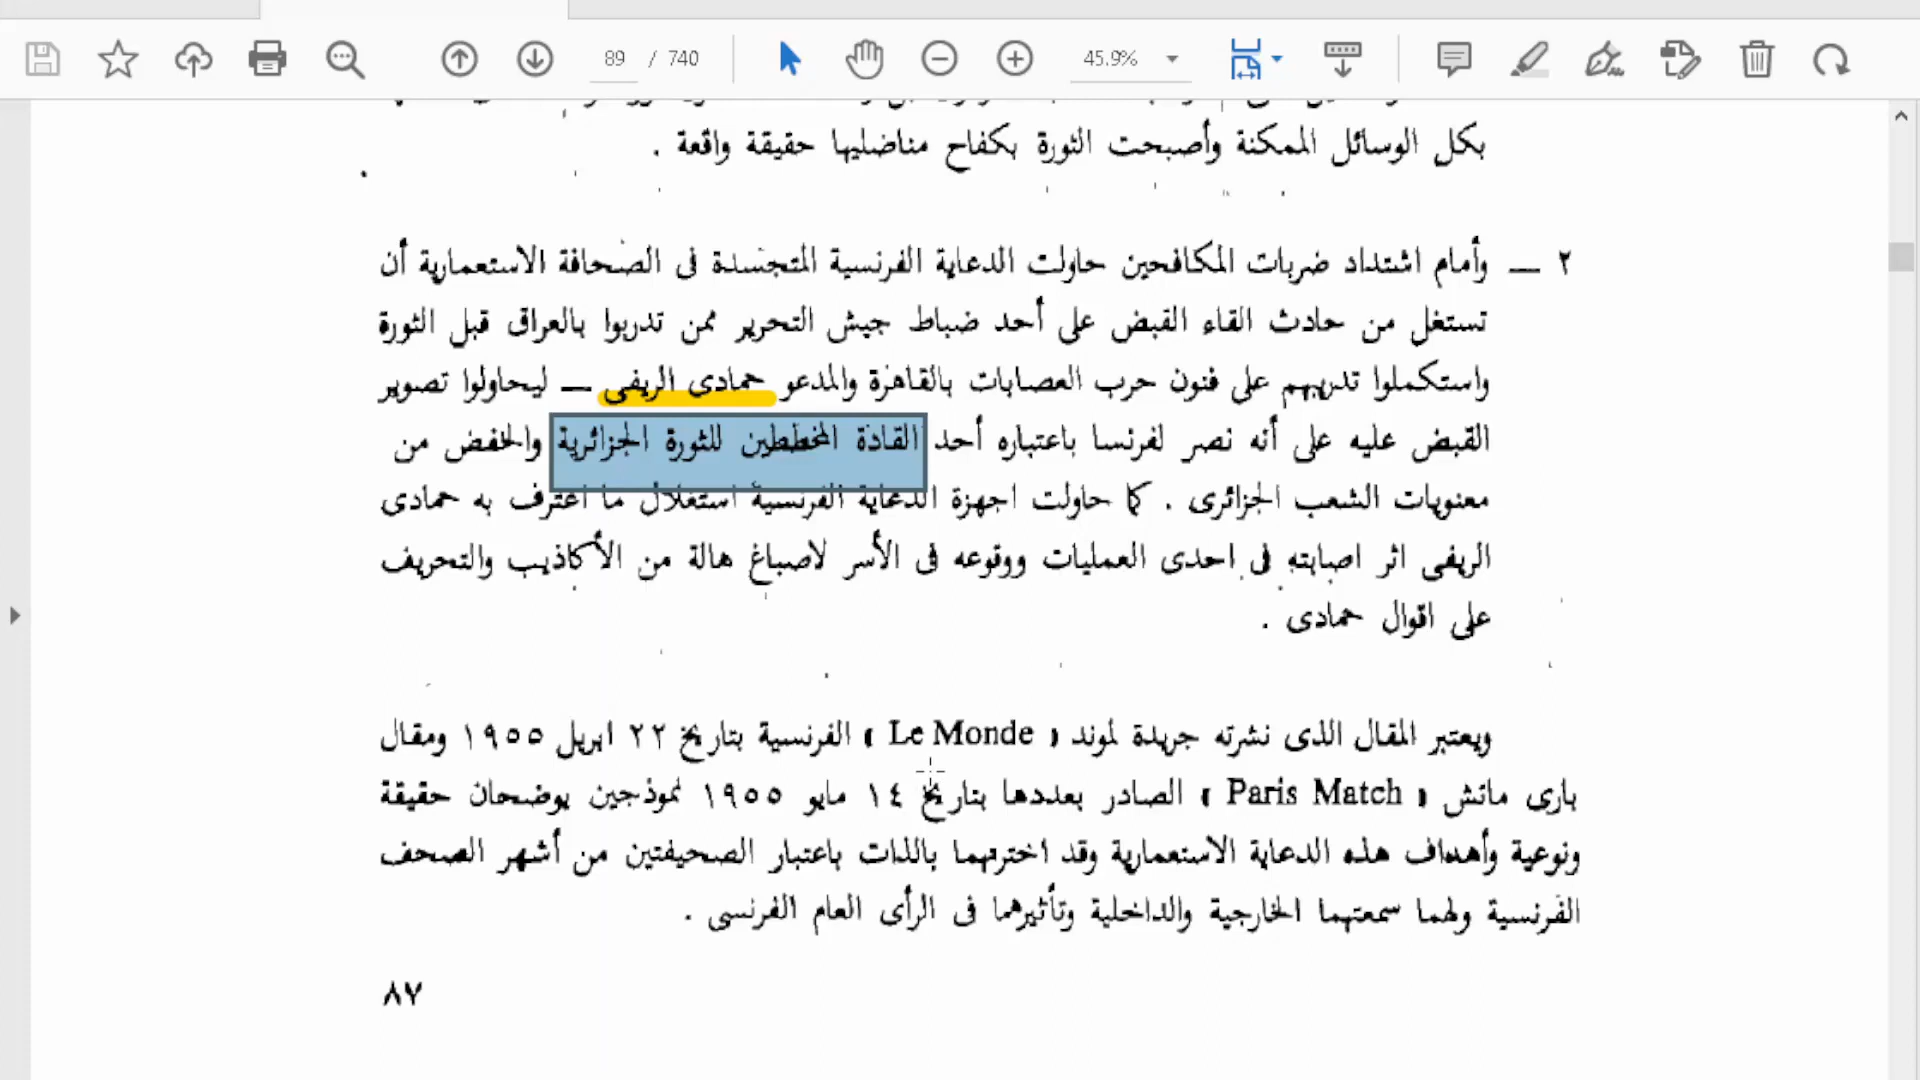 89 / 740
45.9%
بكل الوسائل الممكنة وأصبحت الثورة بكفاح مناضليها حقيقة واقعة .
٢ — وأمام اشتداد ضربات المكافحين حاولت الدعاية الفرنسية المتجسدة فى الصحافة الاستعمارية أن
تستغل من حادث القاء القبض على أحد ضباط جيش التحرير ممن تدربوا بالعراق قبل الثورة
واستكملوا تدريبهم على فنون حرب العصابات بالقاهرة والمدعو حمادى الريفى — ليحاولوا تصوير
القبض عليه على أنه نصر لفرنسا باعتباره أحد القادة المخططين للثورة الجزائرية والخفض من
معنويات الشعب الجزائرى . كما حاولت اجهزة الدعاية الفرنسية استغلال ما اعترف به حمادى
الريفى اثر اصابته فى احدى العمليات ووقوعه فى الأسر لاصباغ هالة من الأكاذيب والتحريف
على اقوال حمادى .
ويعتبر المقال الذى نشرته جريدة لموند « Le Monde » الفرنسية بتاريخ ٢٢ ابريل ١٩٥٥ ومقال
بارى ماتش « Paris Match » الصادر بعددها بتاريخ ١٤ مايو ١٩٥٥ نموذجين يوضحان حقيقة
ونوعية وأهداف هذه الدعاية الاستعمارية وقد اخترتهما بالذات باعتبار الصحيفتين من أشهر الصحف
الفرنسية ولهما سمعتهما الخارجية والداخلية وتأثيرهما فى الرأى العام الفرنسى .
٨٧